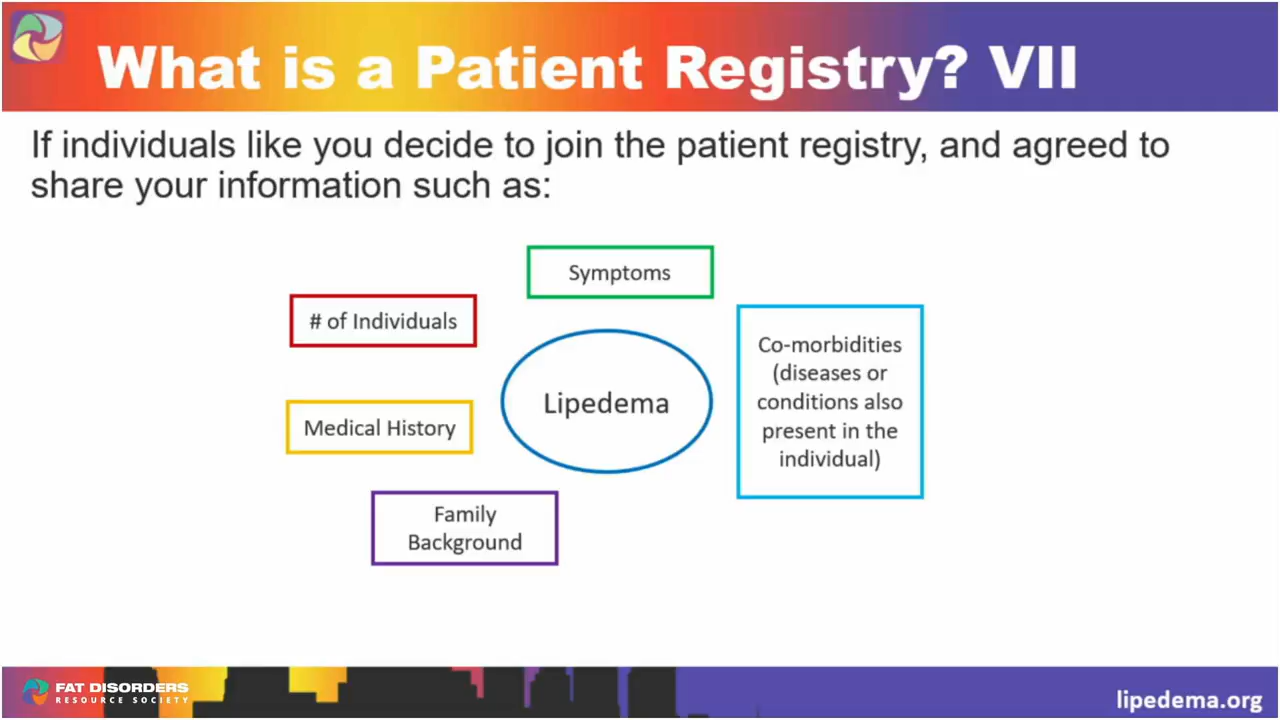 What is a Patient Registry? VII
If individuals like you decide to join the patient registry, and agreed to
share your information such as:
Symptoms
# of Individuals
Co-morbidities
(diseases or
conditions also
present in the
individual)
Lipedema
Medical History
Family
Background
FAT DISORDERS
RESOURCE SOCIETY
lipedema.org